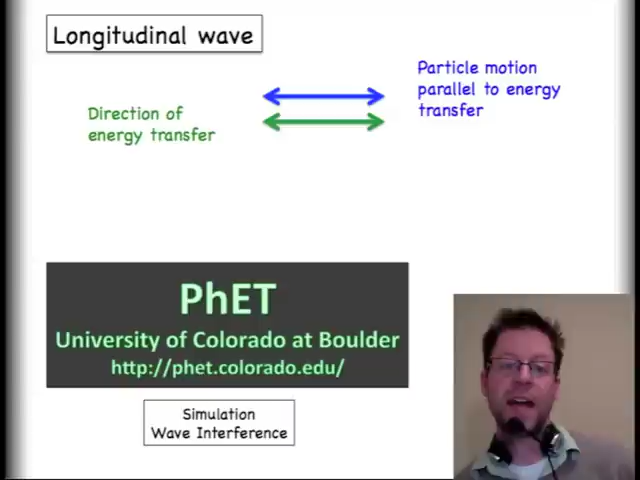 Longitudinal wave
Particle motion
parallel to energy
transfer
Direction of
energy transfer
PhET
University of Colorado at Boulder
http://phet.colorado.edu/
Simulation
Wave Interference